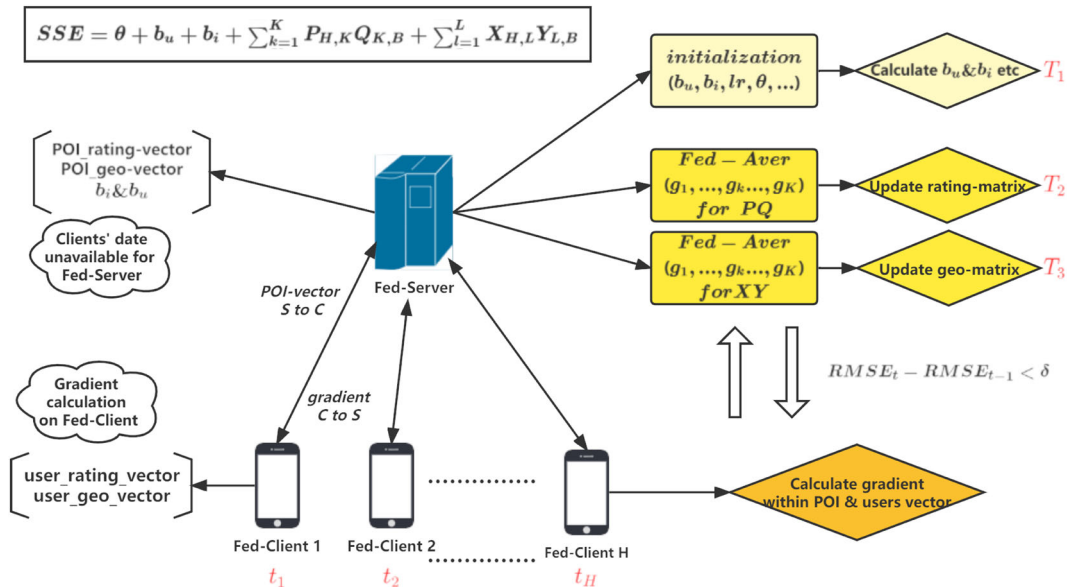 SSE = θ + b_u + b_i + ∑_{k=1}^{K} P_{H,K}Q_{K,B} + ∑_{l=1}^{L} X_{H,L}Y_{L,B}
initialization
(b_u, b_i, lr, θ, ...)
Calculate b_u&b_i etc
T_1
POI_rating-vector
POI_geo-vector
b_i&b_u
Clients' date
unavailable for
Fed-Server
Fed-Server
Fed − Aver
(g_1, ..., g_k..., g_K)
for PQ
Update rating-matrix
T_2
Fed − Aver
(g_1, ..., g_k..., g_K)
forXY
Update geo-matrix
T_3
POI-vector
S to C
RMSE_t − RMSE_{t−1} < δ
Gradient
calculation
on Fed-Client
gradient
C to S
user_rating_vector
user_geo_vector
Calculate gradient
within POI & users vector
Fed-Client 1
Fed-Client 2
Fed-Client H
t_1
t_2
t_H